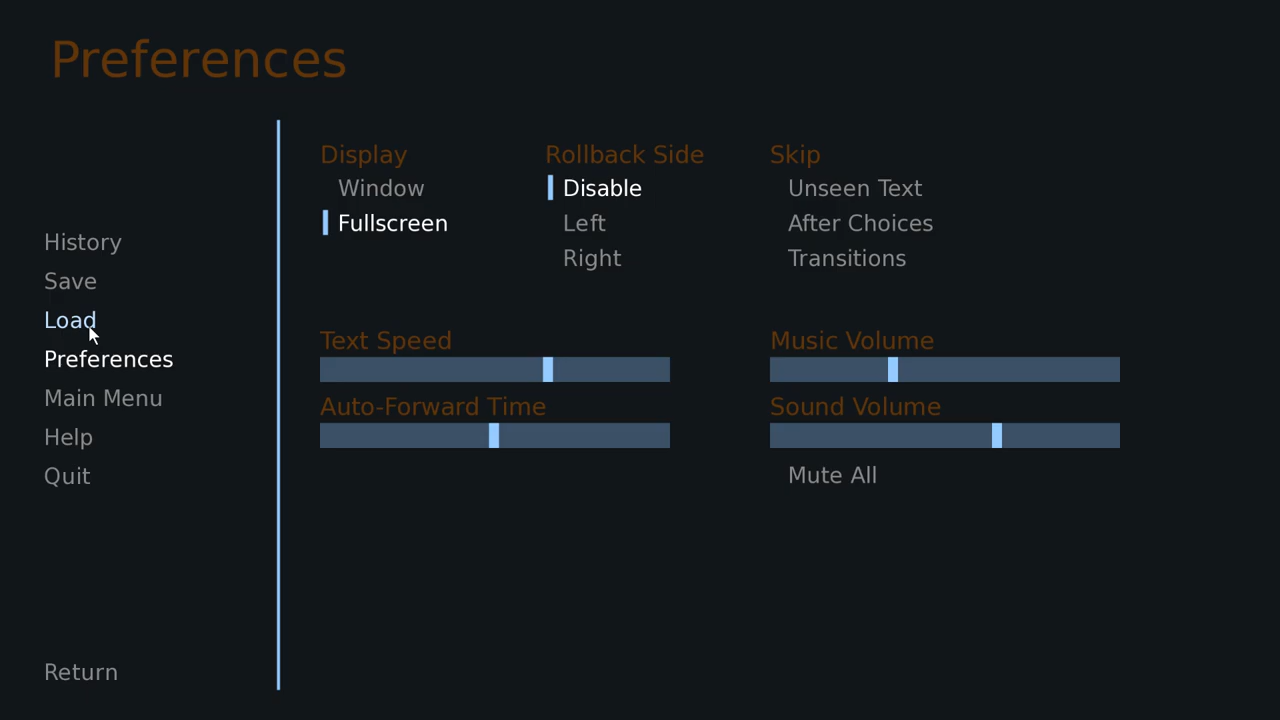 Preferences
History
Save
Load
Preferences
Main Menu
Help
Quit
Return
Display
Window
Fullscreen
Rollback Side
Disable
Left
Right
Skip
Unseen Text
After Choices
Transitions
Text Speed
Auto-Forward Time
Music Volume
Sound Volume
Mute All